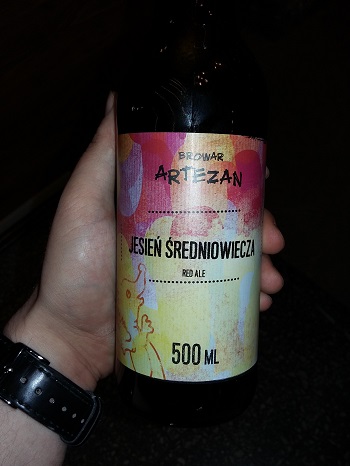 BROWAR
ARTEZAN
JESIEŃ ŚREDNIOWIECZA
RED ALE
500 ML